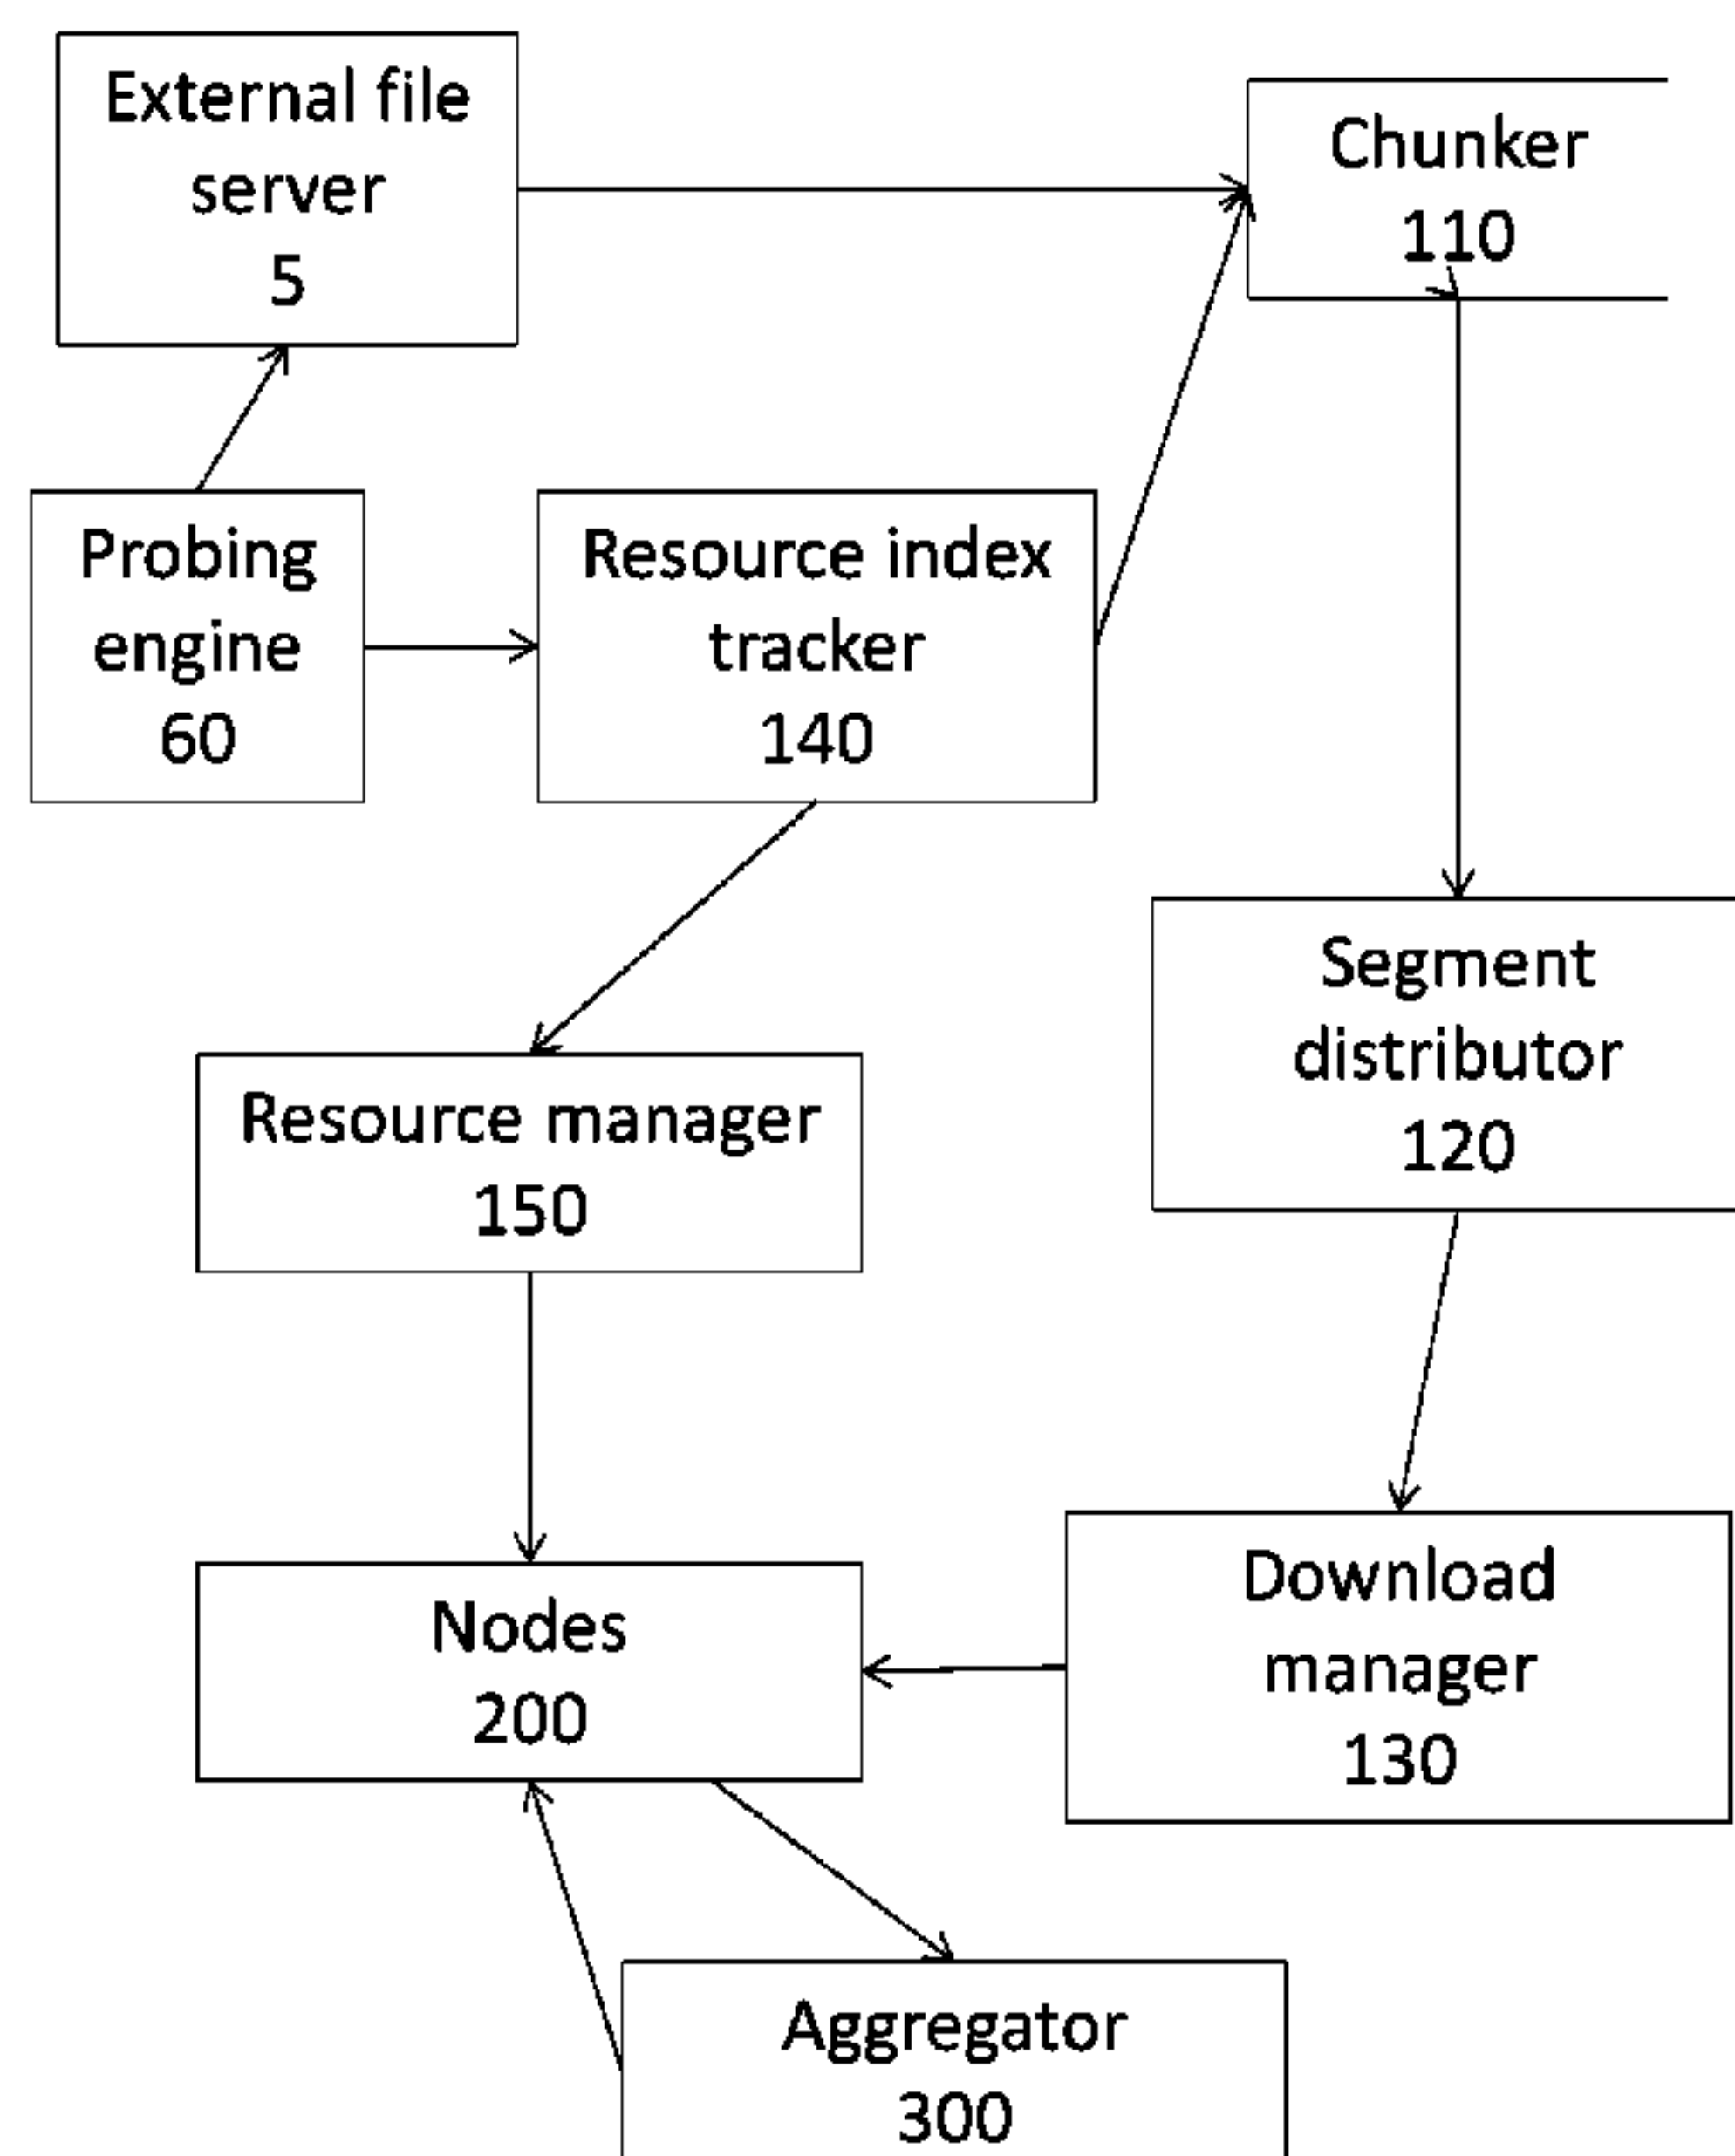 External file
server
5
Chunker
110
Probing
engine
60
Resource index
tracker
140
Segment
distributor
120
Resource manager
150
Nodes
200
Download
manager
130
Aggregator
300